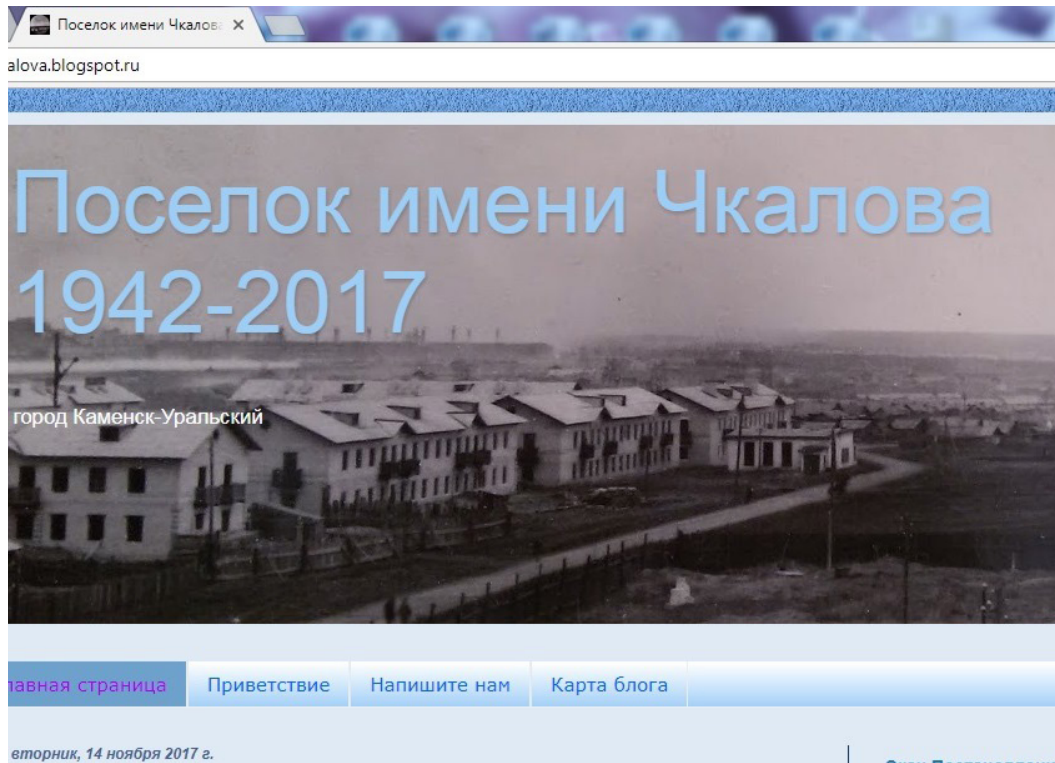 Поселок имени Чкалова
alova.blogspot.ru
Поселок имени Чкалова
1942-2017
город Каменск-Уральский
лавная страница Приветствие Напишите нам Карта блога
вторник, 14 ноября 2017 г.